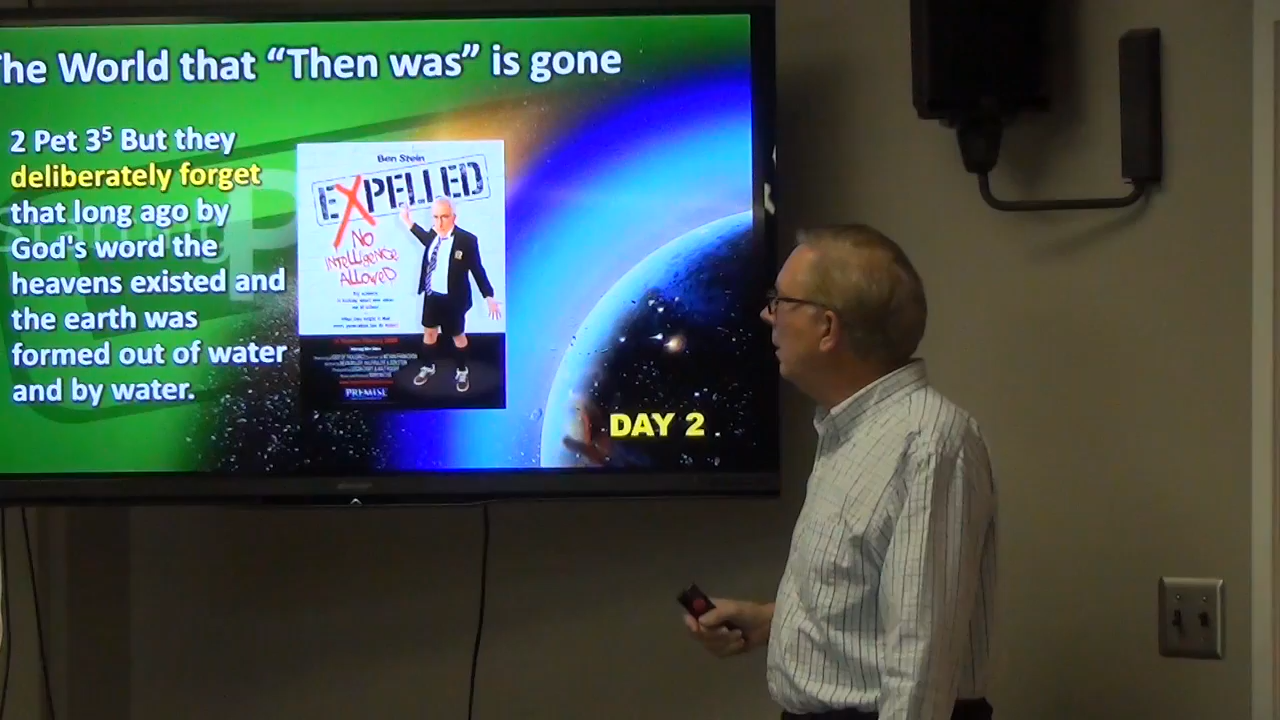 he World that “Then was” is gone
2 Pet 3⁵ But they
deliberately forget
that long ago by
God's word the
heavens existed and
the earth was
formed out of water
and by water.
Ben Stein
EXPELLED
No
INTELLIGENCE
ALLOWED
PREMISE
DAY 2